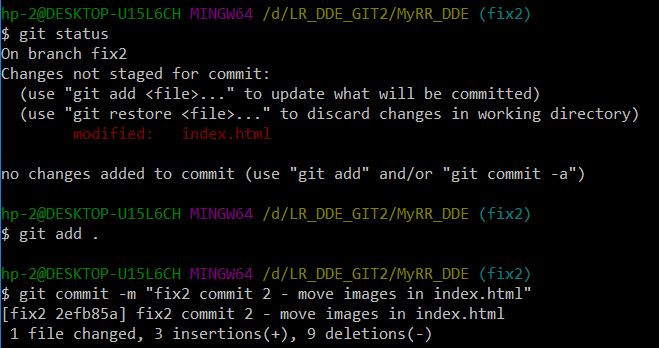 hp-2@DESKTOP-U15L6CH MINGW64 /d/LR_DDE_GIT2/MyRR_DDE (fix2)
$ git status
On branch fix2
Changes not staged for commit:
  (use "git add <file>..." to update what will be committed)
  (use "git restore <file>..." to discard changes in working directory)
        modified:   index.html

no changes added to commit (use "git add" and/or "git commit -a")

hp-2@DESKTOP-U15L6CH MINGW64 /d/LR_DDE_GIT2/MyRR_DDE (fix2)
$ git add .

hp-2@DESKTOP-U15L6CH MINGW64 /d/LR_DDE_GIT2/MyRR_DDE (fix2)
$ git commit -m "fix2 commit 2 - move images in index.html"
[fix2 2efb85a] fix2 commit 2 - move images in index.html
 1 file changed, 3 insertions(+), 9 deletions(-)